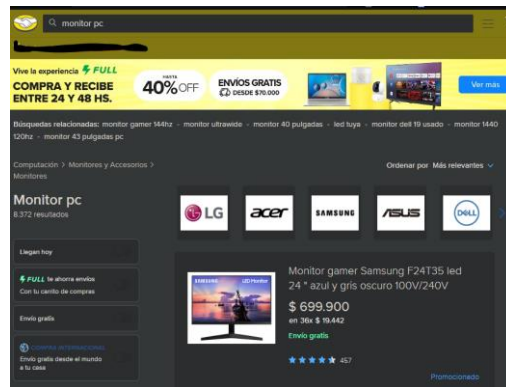 monitor pc
Vive la experiencia FULL
COMPRA Y RECIBE
ENTRE 24 Y 48 HS.
HASTA
40%OFF
ENVÍOS GRATIS
DESDE $70.000
Ver más
Búsquedas relacionadas: monitor gamer 144hz - monitor ultrawide - monitor 40 pulgadas - led tuya - monitor dell 19 usado - monitor 1440
120hz - monitor 43 pulgadas pc
Computación > Monitores y Accesorios >
Monitores
Ordenar por Más relevantes
Monitor pc
8.372 resultados
LG
acer
SAMSUNG
ASUS
DELL
Llegan hoy
FULL te ahorra envíos
Con tu carrito de compras
Envío gratis
COMPRA INTERNACIONAL
Envío gratis desde el mundo
a tu casa
SAMSUNG
LED Monitor
Monitor gamer Samsung F24T35 led
24 " azul y gris oscuro 100V/240V
$ 699.900
en 36x $ 19.442
Envío gratis
457
Promocionado